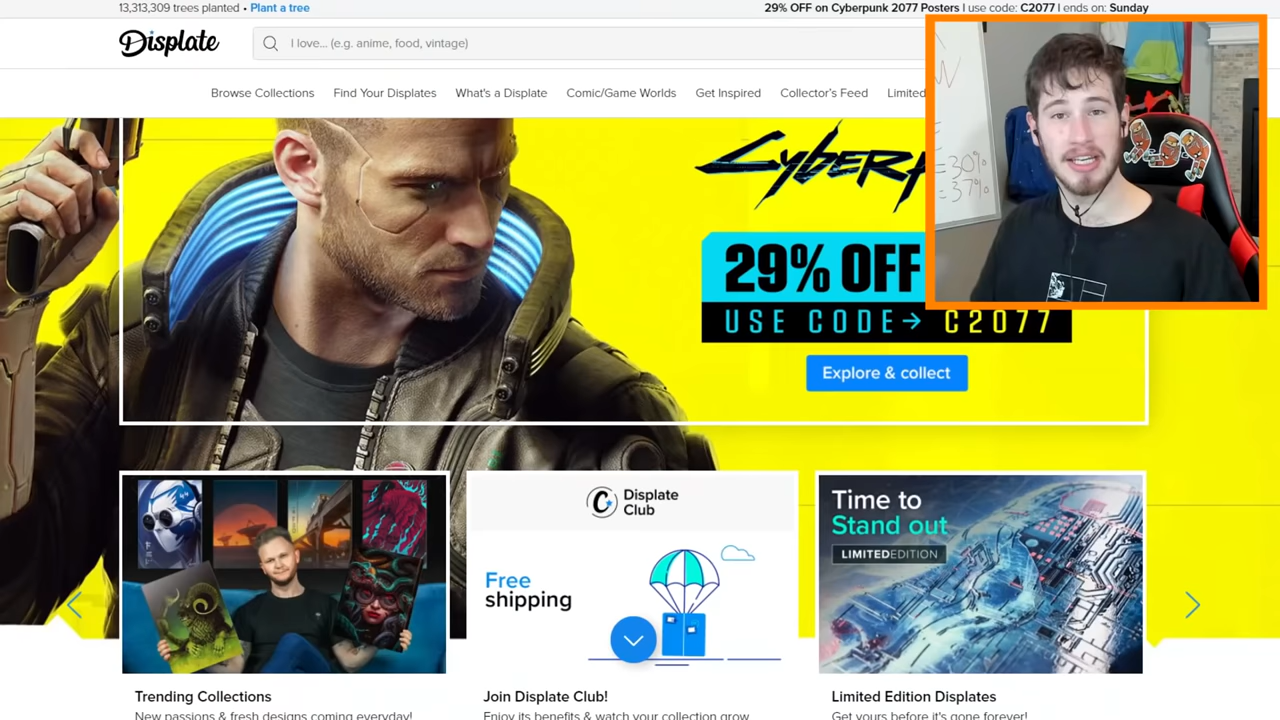 13,313,309 trees planted • Plant a tree
29% OFF on Cyberpunk 2077 Posters | use code: C2077 | ends on: Sunday
Displate
I love... (e.g. anime, food, vintage)
Browse Collections
Find Your Displates
What's a Displate
Comic/Game Worlds
Get Inspired
Collector's Feed
Limited
CYBERP
29% OFF
USE CODE→ C2077
Explore & collect
= 30%
= 37%
Displate
Club
Free
shipping
Time to
Stand out
LIMITEDEDITION
Trending Collections
New passions & fresh designs coming everyday!
Join Displate Club!
Enjoy its benefits & watch your collection grow
Limited Edition Displates
Get yours before it's gone forever!